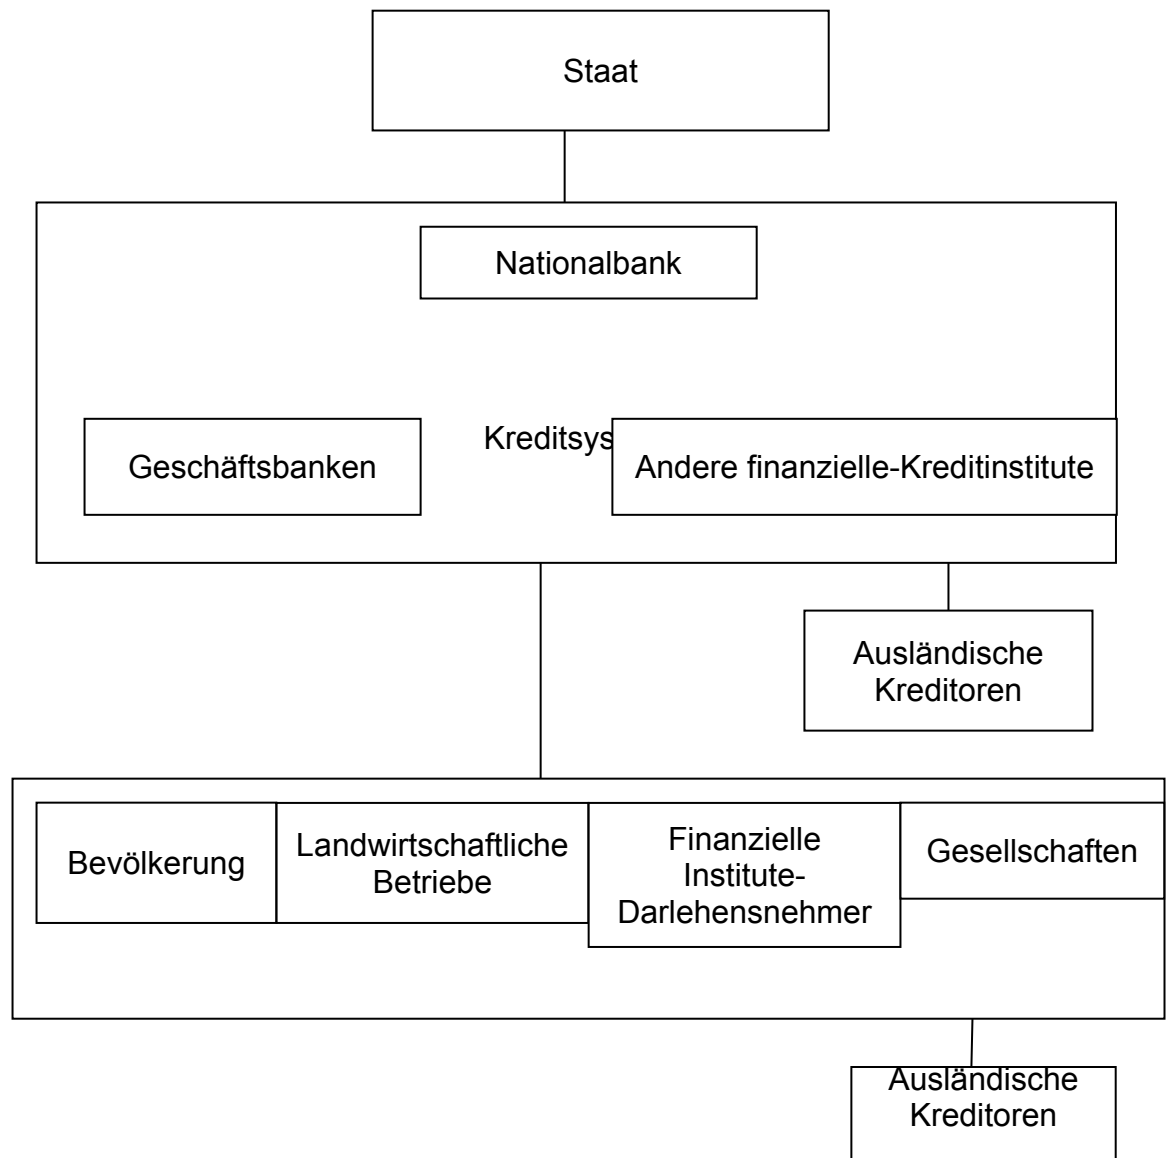 Staat
Nationalbank
Kreditsys
Geschäftsbanken
Andere finanzielle-Kreditinstitute
Ausländische
Kreditoren
Bevölkerung
Landwirtschaftliche
Betriebe
Finanzielle
Institute-
Darlehensnehmer
Gesellschaften
Ausländische
Kreditoren